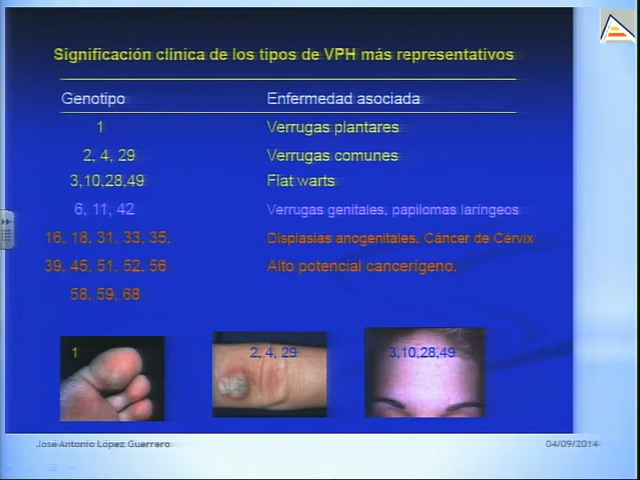 Significación clínica de los tipos de VPH más representativos
Genotipo Enfermedad asociada
1 Verrugas plantares
2, 4, 29 Verrugas comunes
3,10,28,49 Flat warts
6, 11, 42 Verrugas genitales, papilomas laríngeos
16, 18, 31, 33, 35, Displasias anogenitales. Cáncer de Cérvix
39, 45, 51, 52, 56 Alto potencial cancerígeno.
58, 59, 68
1 2, 4, 29 3,10,28,49
José Antonio López Guerrero 04/09/2014